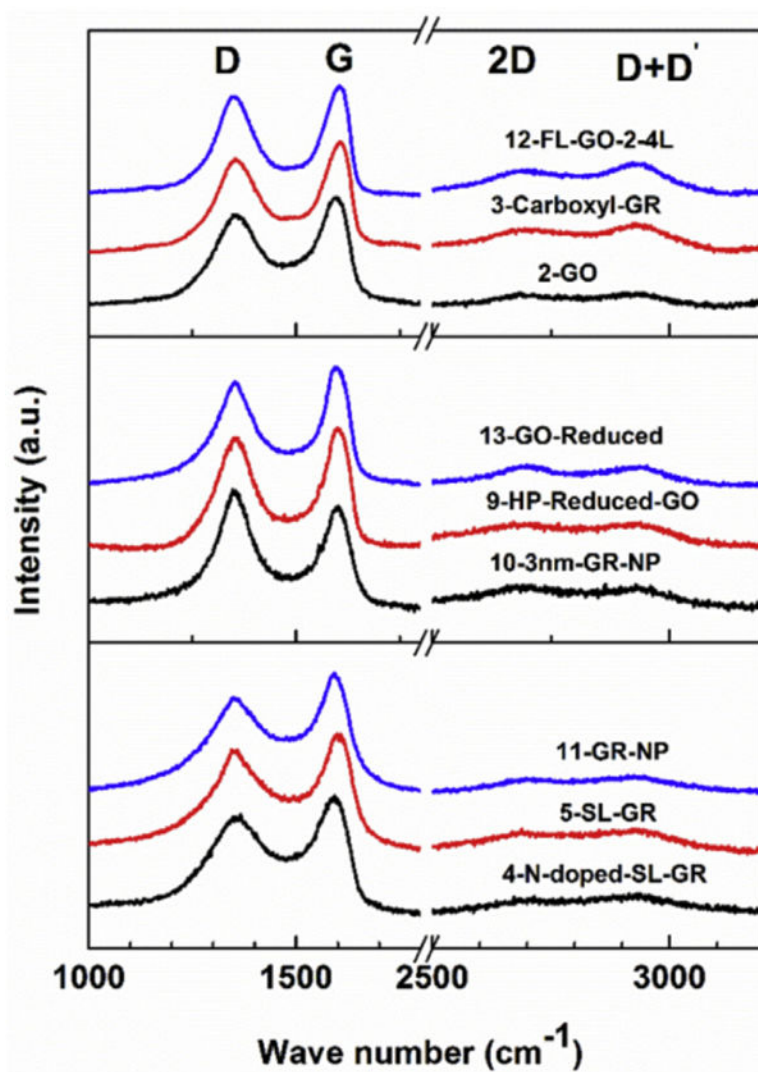 D G 2D D+D'
12-FL-GO-2-4L
3-Carboxyl-GR
2-GO
13-GO-Reduced
9-HP-Reduced-GO
10-3nm-GR-NP
11-GR-NP
5-SL-GR
4-N-doped-SL-GR
Intensity (a.u.)
1000 1500 2500 3000
Wave number (cm⁻¹)